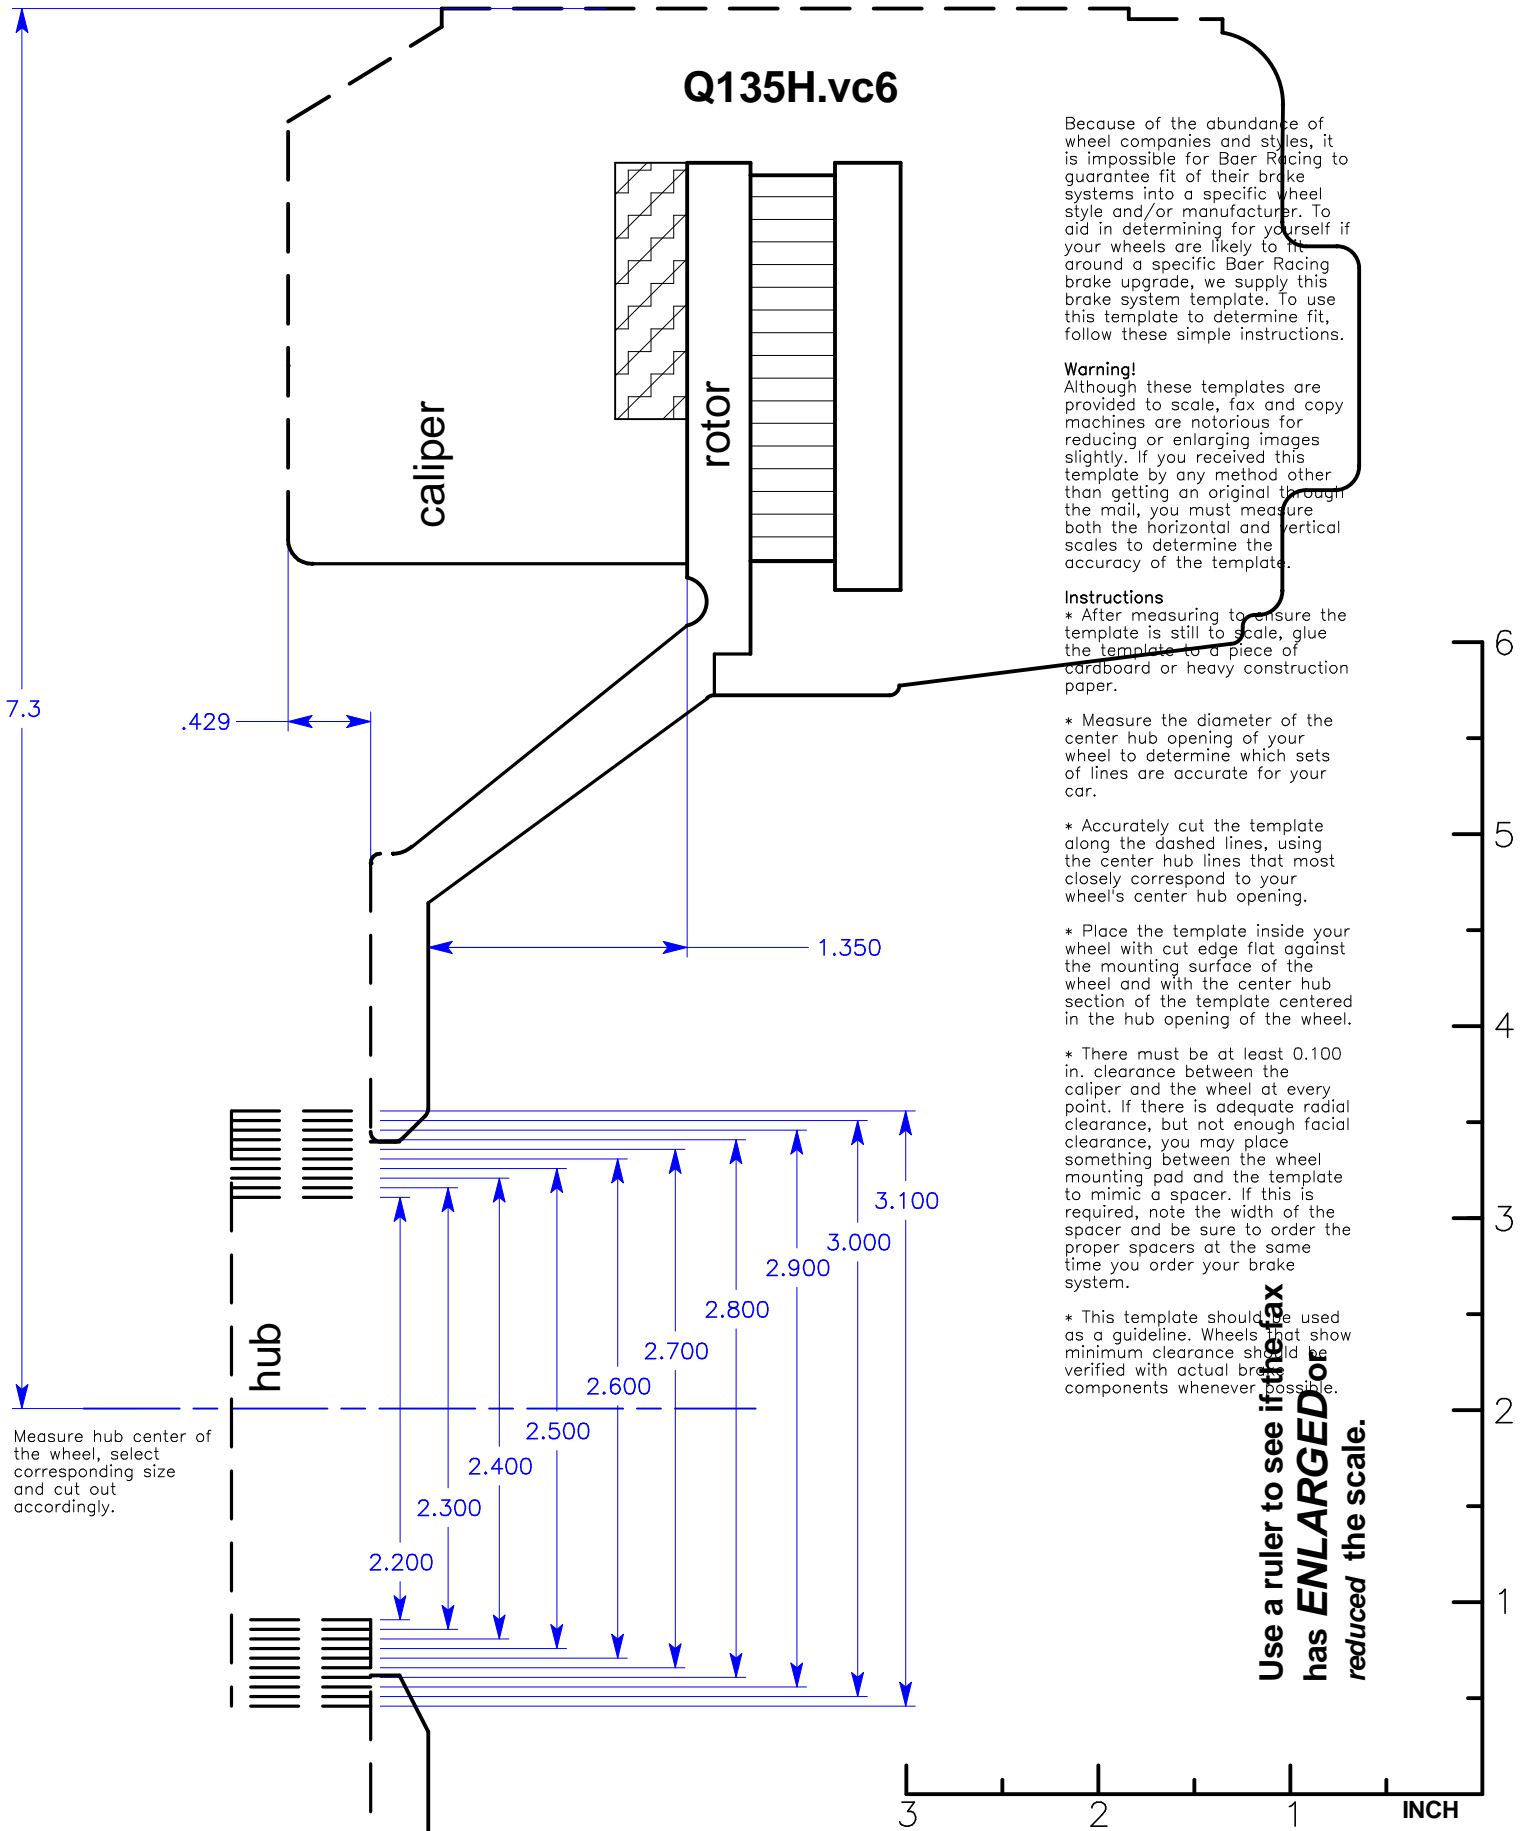 Q135H.vc6
Because of the abundance of
wheel companies and styles, it
is impossible for Baer Racing to
guarantee fit of their brake
systems into a specific wheel
style and/or manufacturer. To
aid in determining for yourself if
your wheels are likely to fit
around a specific Baer Racing
brake upgrade, we supply this
brake system template. To use
this template to determine fit,
follow these simple instructions.
Warning!
Although these templates are
provided to scale, fax and copy
machines are notorious for
reducing or enlarging images
slightly. If you received this
template by any method other
than getting an original through
the mail, you must measure
both the horizontal and vertical
scales to determine the
accuracy of the template.
Instructions
* After measuring to ensure the
template is still to scale, glue
the template to a piece of
cardboard or heavy construction
paper.
* Measure the diameter of the
center hub opening of your
wheel to determine which sets
of lines are accurate for your
car.
* Accurately cut the template
along the dashed lines, using
the center hub lines that most
closely correspond to your
wheel's center hub opening.
* Place the template inside your
wheel with cut edge flat against
the mounting surface of the
wheel and with the center hub
section of the template centered
in the hub opening of the wheel.
* There must be at least 0.100
in. clearance between the
caliper and the wheel at every
point. If there is adequate radial
clearance, but not enough facial
clearance, you may place
something between the wheel
mounting pad and the template
to mimic a spacer. If this is
required, note the width of the
spacer and be sure to order the
proper spacers at the same
time you order your brake
system.
* This template should be used
as a guideline. Wheels that show
minimum clearance should be
verified with actual brake
components whenever possible.
caliper
rotor
7.3
.429
1.350
3.100
3.000
2.900
2.800
2.700
2.600
2.500
2.400
2.300
2.200
hub
Measure hub center of
the wheel, select
corresponding size
and cut out
accordingly.
Use a ruler to see if the fax
has ENLARGED or
reduced the scale.
6
5
4
3
2
1
3
2
1
INCH